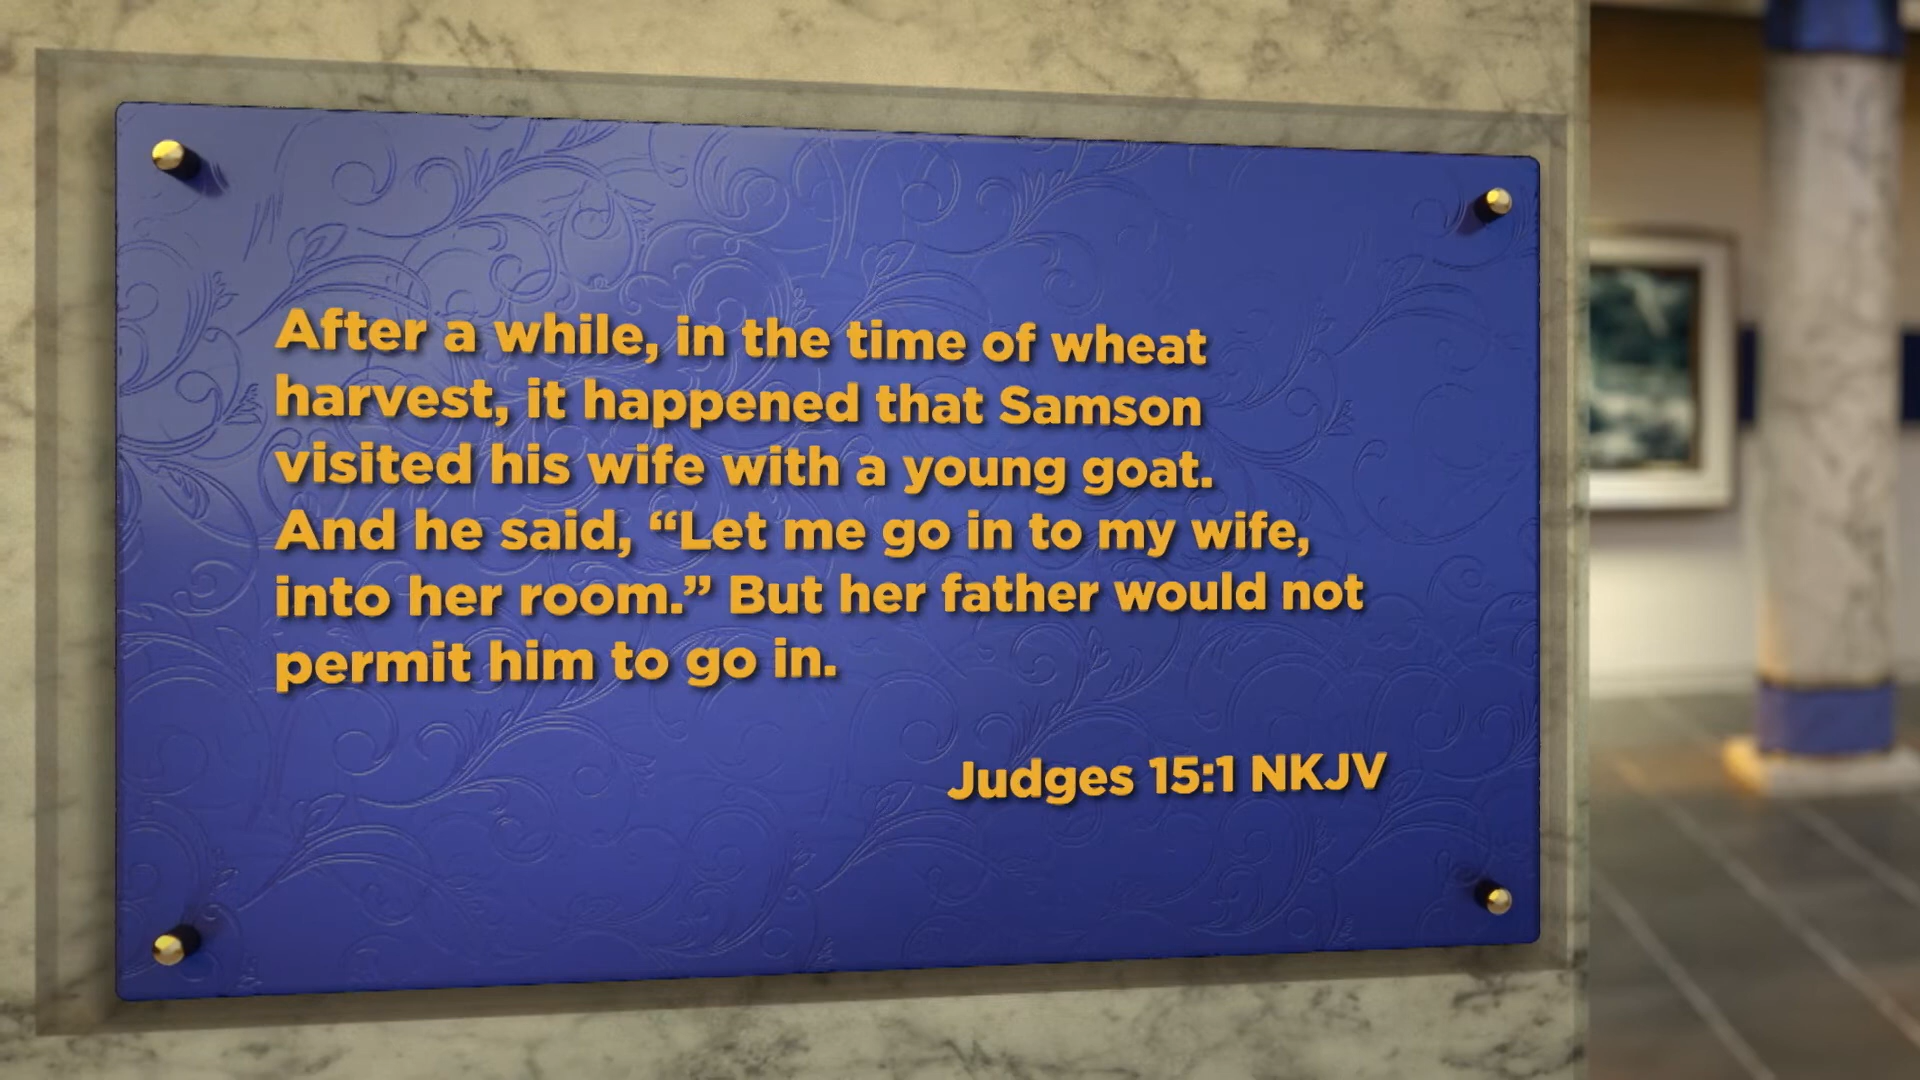 After a while, in the time of wheat
harvest, it happened that Samson
visited his wife with a young goat.
And he said, “Let me go in to my wife,
into her room.” But her father would not
permit him to go in.
Judges 15:1 NKJV